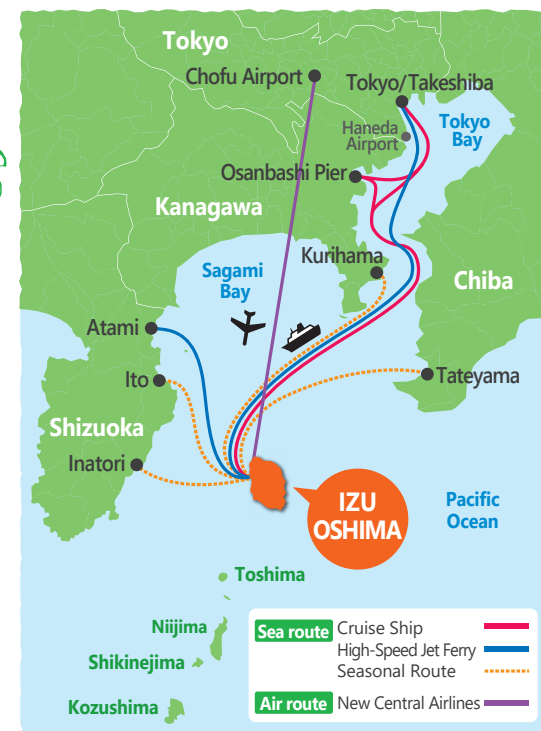 Tokyo
Chofu Airport
Tokyo/Takeshiba
Haneda
Airport
Tokyo
Bay
Osanbashi Pier
Kanagawa
Kurihama
Sagami
Bay
Chiba
Atami
Ito
Tateyama
Shizuoka
Inatori
IZU
OSHIMA
Pacific
Ocean
Toshima
Niijima
Shikinejima
Kozushima
Sea route Cruise Ship
High-Speed Jet Ferry
Seasonal Route
Air route New Central Airlines